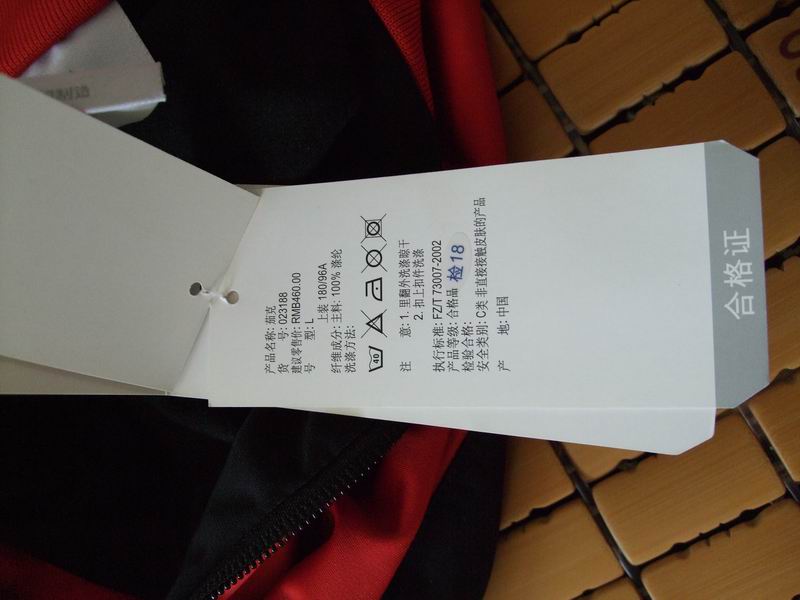 产品名称: 茄克
货    号: 023188
建议零售价: RMB460.00
号    型: L
上装 180/96A
纤维成分: 主料: 100% 涤纶
洗涤方法:
40
注    意: 1. 里翻外洗涤晾干
2. 扣上扣件洗涤
执行标准: FZ/T 73007-2002
产品等级: 合格品
检验合格: 检18
安全类别: C类 非直接接触皮肤的产品
产    地: 中国
合格证